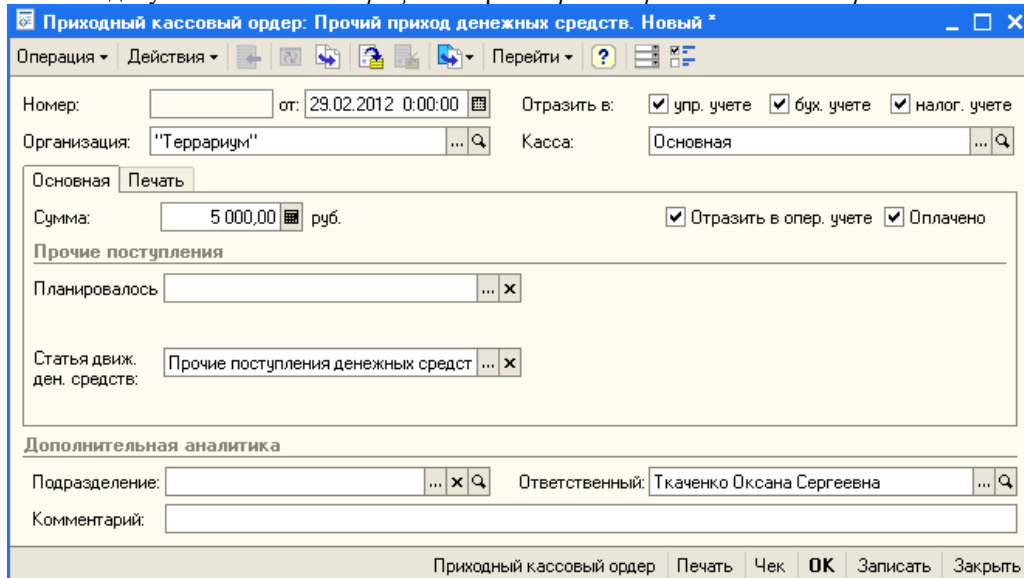 Приходный кассовый ордер: Прочий приход денежных средств. Новый *
Операция Действия Перейти ?
Номер: от: 29.02.2012 0:00:00 Отразить в: упр. учете бух. учете налог. учете
Организация: "Террариум" ... Касса: Основная ...
Основная Печать
Сумма: 5 000,00 руб. Отразить в опер. учете Оплачено
Прочие поступления
Планировалось ... x
Статья движ. ден. средств: Прочие поступления денежных средст ... x
Дополнительная аналитика
Подразделение: ... x Ответственный: Ткаченко Оксана Сергеевна ...
Комментарий:
Приходный кассовый ордер Печать Чек OK Записать Закрыть